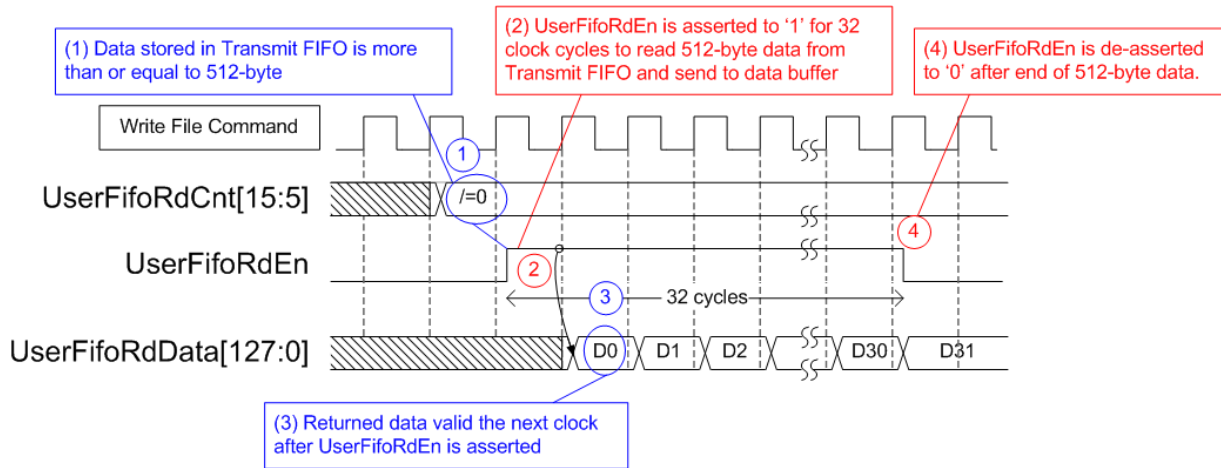 (1) Data stored in Transmit FIFO is more
than or equal to 512-byte
(2) UserFifoRdEn is asserted to ‘1’ for 32
clock cycles to read 512-byte data from
Transmit FIFO and send to data buffer
(4) UserFifoRdEn is de-asserted
to ‘0’ after end of 512-byte data.
Write File Command
1
UserFifoRdCnt[15:5]
/=0
4
UserFifoRdEn
2
3
32 cycles
UserFifoRdData[127:0]
D0 D1 D2 D30 D31
(3) Returned data valid the next clock
after UserFifoRdEn is asserted